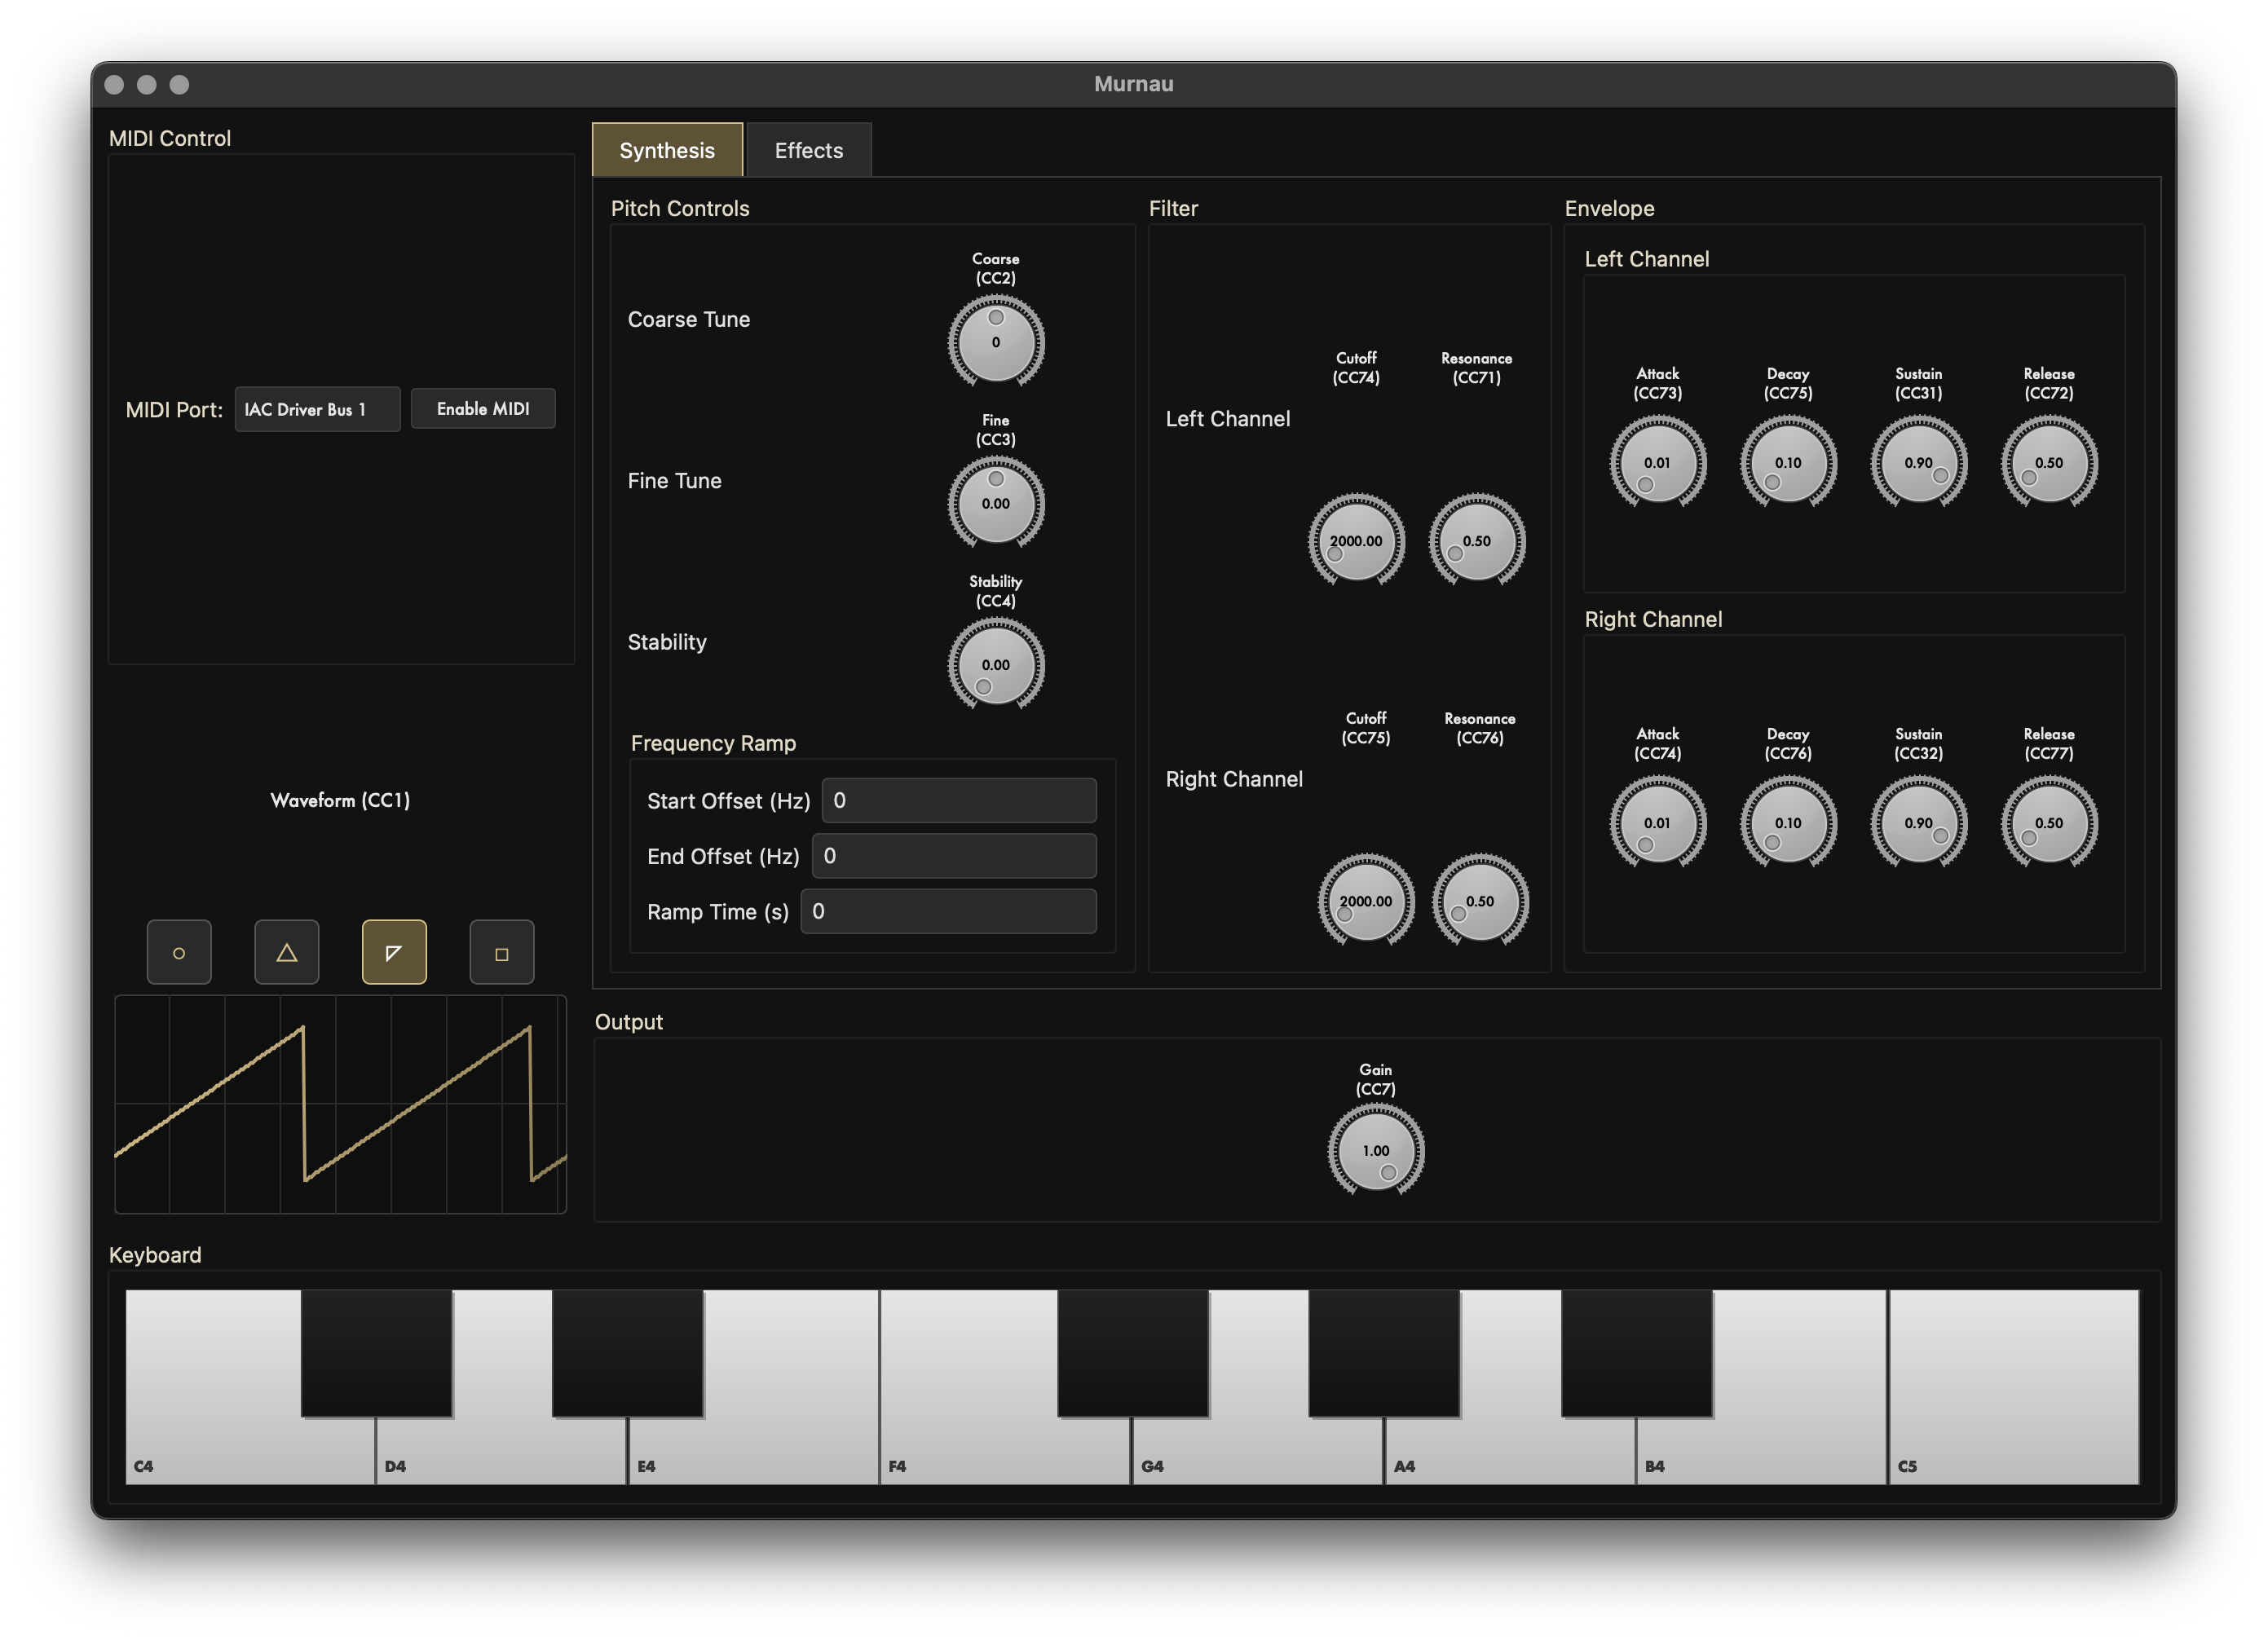 Murnau
MIDI Control
MIDI Port: IAC Driver Bus 1 Enable MIDI
Waveform (CC1)
Synthesis Effects
Pitch Controls
Coarse
(CC2)
Coarse Tune
0
Fine
(CC3)
Fine Tune
0.00
Stability
(CC4)
Stability
0.00
Frequency Ramp
Start Offset (Hz) 0
End Offset (Hz) 0
Ramp Time (s) 0
Filter
Cutoff Resonance
(CC74) (CC71)
Left Channel
2000.00 0.50
Cutoff Resonance
(CC75) (CC76)
Right Channel
2000.00 0.50
Envelope
Left Channel
Attack Decay Sustain Release
(CC73) (CC75) (CC31) (CC72)
0.01 0.10 0.90 0.50
Right Channel
Attack Decay Sustain Release
(CC74) (CC76) (CC32) (CC77)
0.01 0.10 0.90 0.50
Output
Gain
(CC7)
1.00
Keyboard
C4 D4 E4 F4 G4 A4 B4 C5